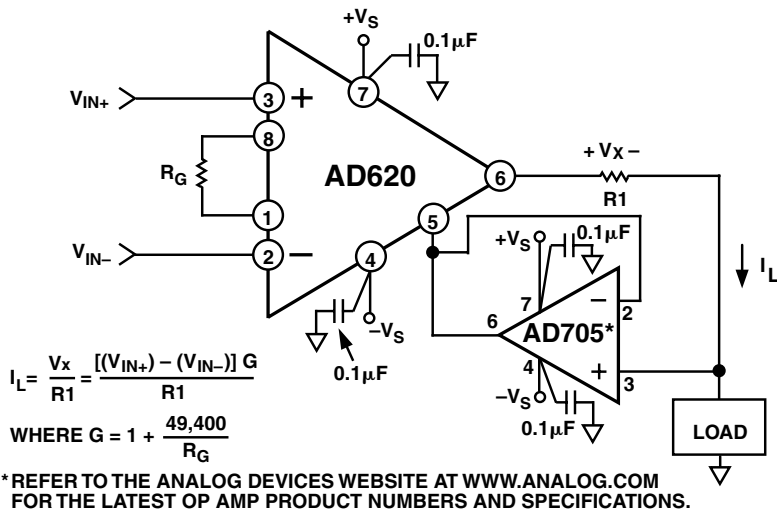 +VS
0.1µF
VIN+
3
+
7
8
RG
AD620
6
+ VX –
R1
1
5
VIN–
2
–
4
+VS
0.1µF
IL
7
–
2
6
AD705*
–VS
0.1µF
4
+
3
–VS
0.1µF
LOAD
IL= Vx/R1 = [(VIN+) – (VIN–)] G/R1
WHERE G = 1 + 49,400/RG
*REFER TO THE ANALOG DEVICES WEBSITE AT WWW.ANALOG.COM
FOR THE LATEST OP AMP PRODUCT NUMBERS AND SPECIFICATIONS.